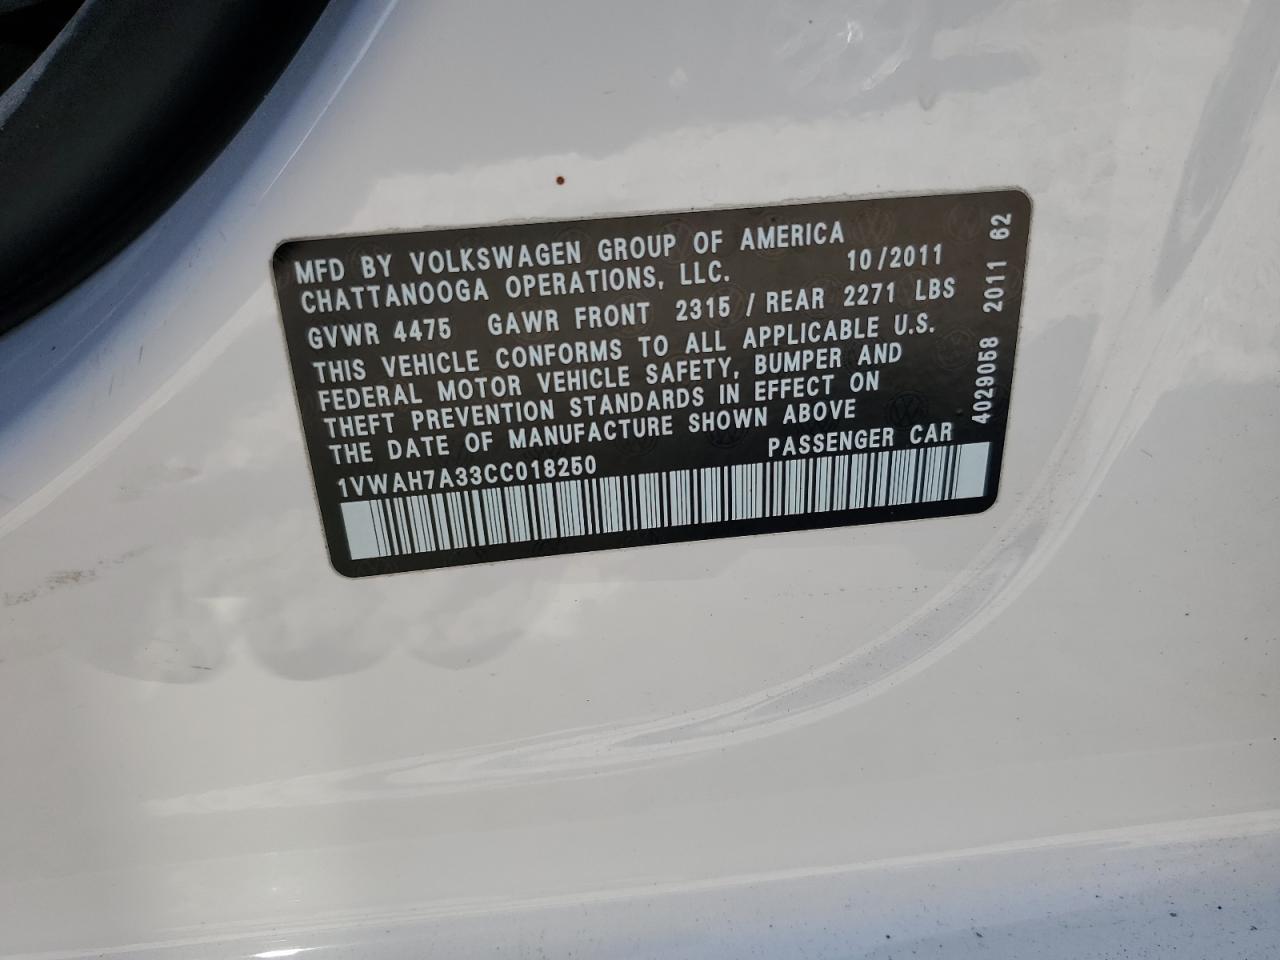 MFD BY VOLKSWAGEN GROUP OF AMERICA
CHATTANOOGA OPERATIONS, LLC. 10/2011
GVWR 4475 GAWR FRONT 2315 / REAR 2271 LBS
THIS VEHICLE CONFORMS TO ALL APPLICABLE U.S.
FEDERAL MOTOR VEHICLE SAFETY, BUMPER AND
THEFT PREVENTION STANDARDS IN EFFECT ON
THE DATE OF MANUFACTURE SHOWN ABOVE
1VWAH7A33CC018250 PASSENGER CAR
4029058 2011 62